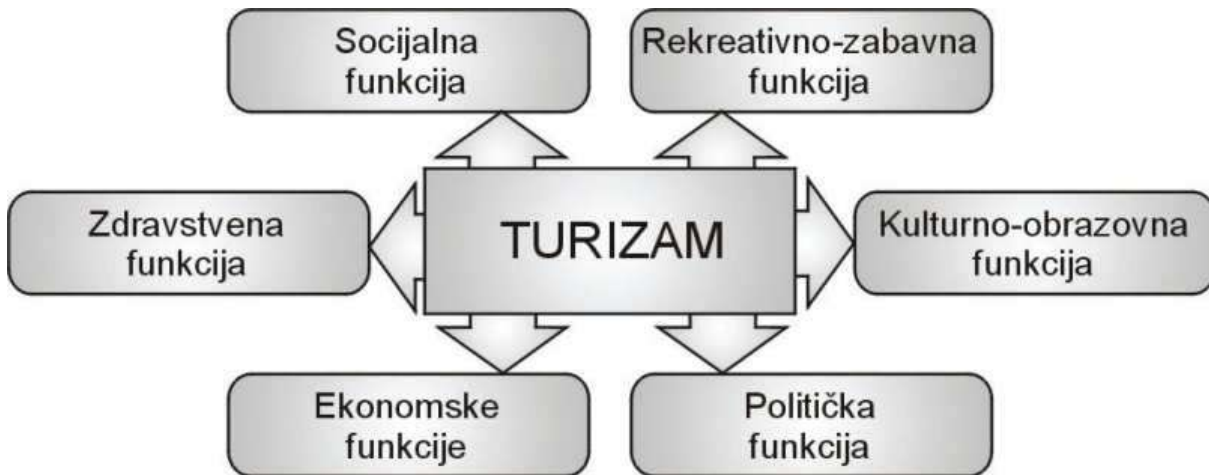 Socijalna
funkcija
Rekreativno-zabavna
funkcija
Zdravstvena
funkcija
TURIZAM
Kulturno-obrazovna
funkcija
Ekonomske
funkcije
Politička
funkcija